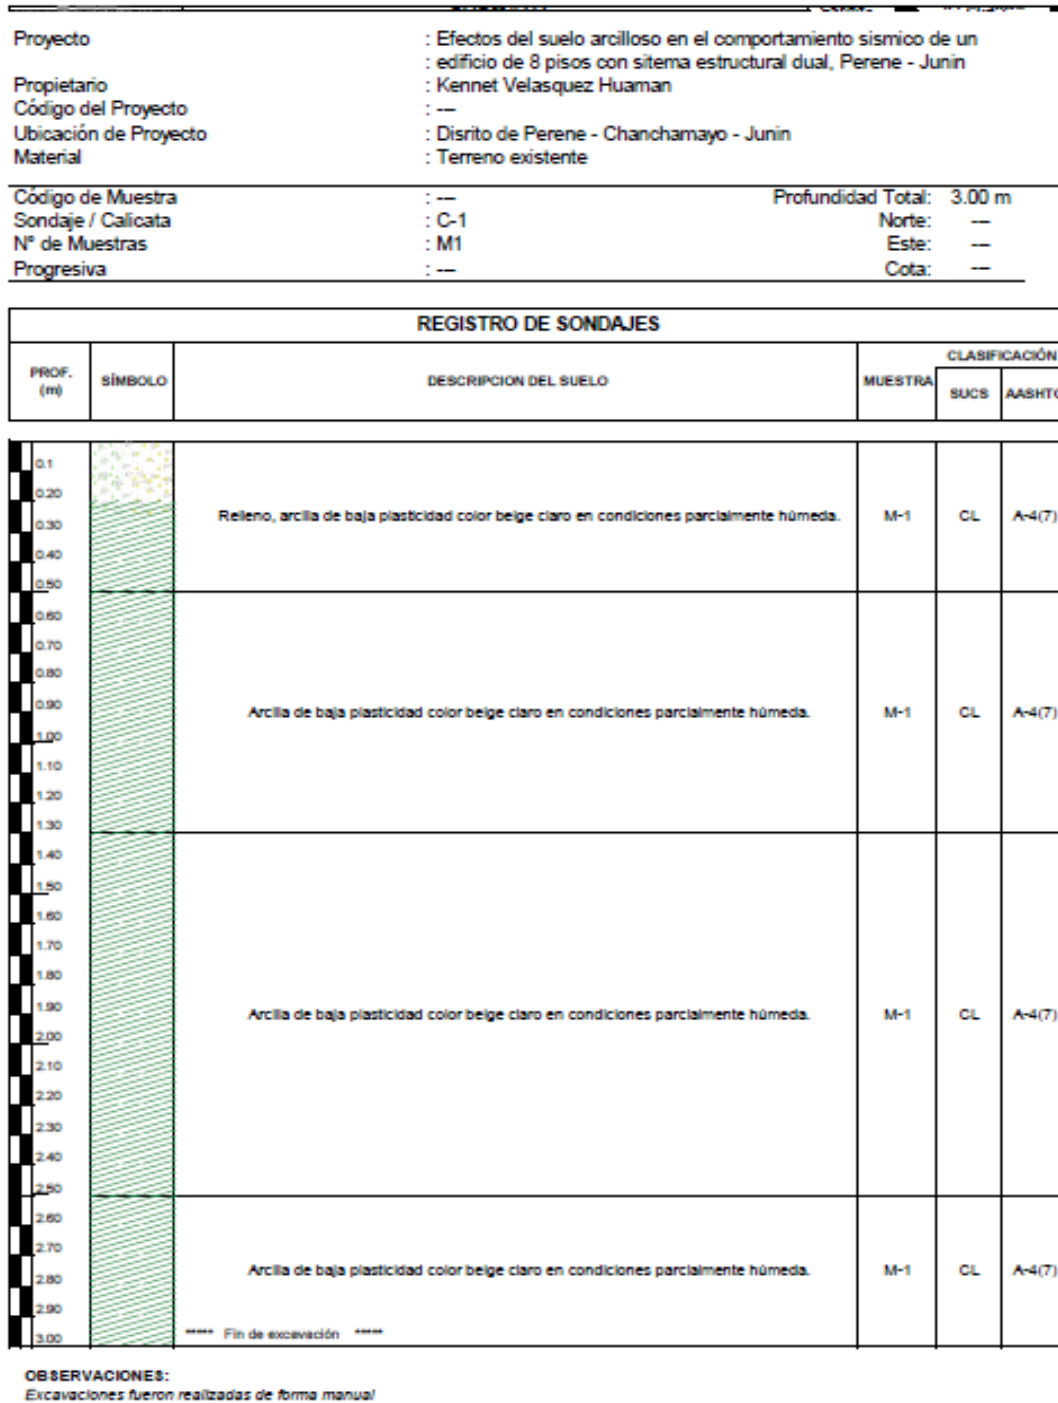 Proyecto : Efectos del suelo arcilloso en el comportamiento sismico de un
: edificio de 8 pisos con sitema estructural dual, Perene - Junin
Propietario : Kennet Velasquez Huaman
Código del Proyecto : ---
Ubicación de Proyecto : Disrito de Perene - Chanchamayo - Junin
Material : Terreno existente
Código de Muestra : --- Profundidad Total: 3.00 m
Sondaje / Calicata : C-1 Norte: ---
N° de Muestras : M1 Este: ---
Progresiva : --- Cota: ---
REGISTRO DE SONDAJES
PROF. (m) SÍMBOLO DESCRIPCION DEL SUELO MUESTRA CLASIFICACIÓN
SUCS AASHTO
0.1
0.20
Relleno, arcilla de baja plasticidad color beige claro en condiciones parcialmente húmeda. M-1 CL A-4(7)
0.30
0.40
0.50
0.60
0.70
0.80
0.90
Arcilla de baja plasticidad color beige claro en condiciones parcialmente húmeda. M-1 CL A-4(7)
1.00
1.10
1.20
1.30
1.40
1.50
1.60
1.70
1.80
1.90
Arcilla de baja plasticidad color beige claro en condiciones parcialmente húmeda. M-1 CL A-4(7)
2.00
2.10
2.20
2.30
2.40
2.50
2.60
2.70
Arcilla de baja plasticidad color beige claro en condiciones parcialmente húmeda. M-1 CL A-4(7)
2.80
2.90
3.00 ***** Fin de excavación *****
OBSERVACIONES:
Excavaciones fueron realizadas de forma manual